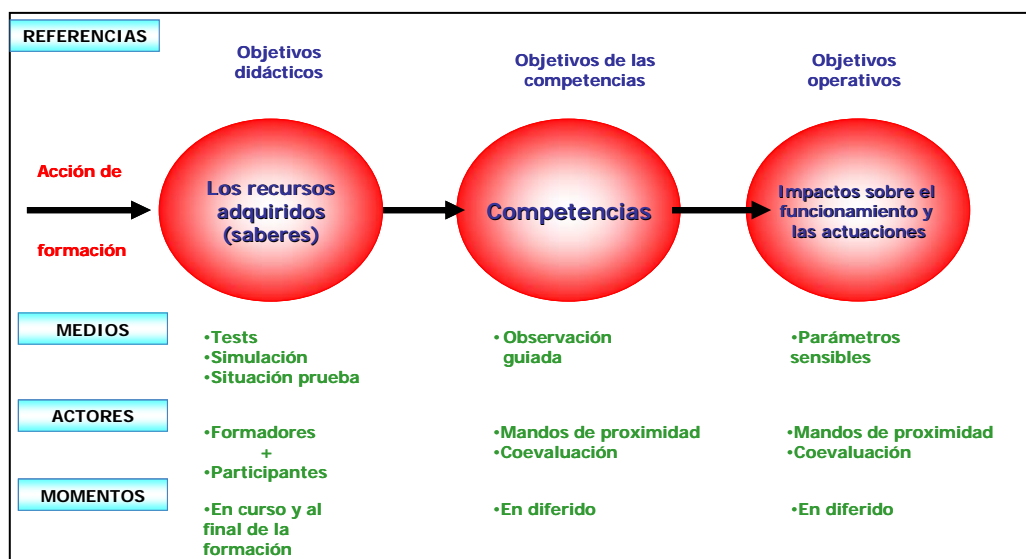 REFERENCIAS
Objetivos
didácticos
Objetivos de las
competencias
Objetivos
operativos
Acción de
formación
Los recursos
adquiridos
(saberes)
Competencias
Impactos sobre el
funcionamiento y
las actuaciones
MEDIOS
•Tests
•Simulación
•Situación prueba
• Observación
guiada
•Parámetros
sensibles
ACTORES
•Formadores
+
•Participantes
•Mandos de proximidad
•Coevaluación
•Mandos de proximidad
•Coevaluación
MOMENTOS
•En curso y al
final de la
formación
•En diferido
•En diferido